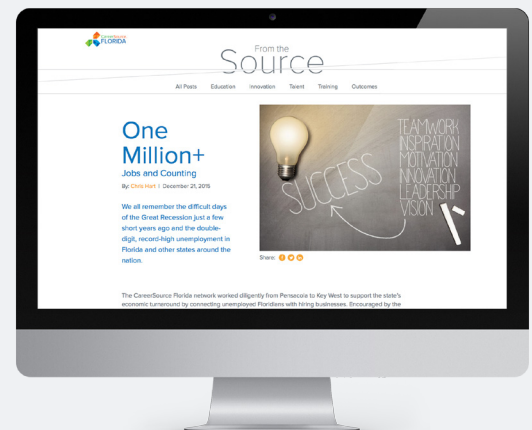 CareerSource
FLORIDA
From the
Source
All Posts Education Innovation Talent Training Outcomes
One
Million+
Jobs and Counting
By: Chris Hart | December 21, 2015
We all remember the difficult days
of the Great Recession just a few
short years ago and the double-
digit, record-high unemployment in
Florida and other states around the
nation.
SUCCESS
TEAMWORK
INSPIRATION
MOTIVATION
INNOVATION
LEADERSHIP
VISION
Share:
The CareerSource Florida network worked diligently from Pensacola to Key West to support the state's
economic turnaround by connecting unemployed Floridians with hiring businesses. Encouraged by the